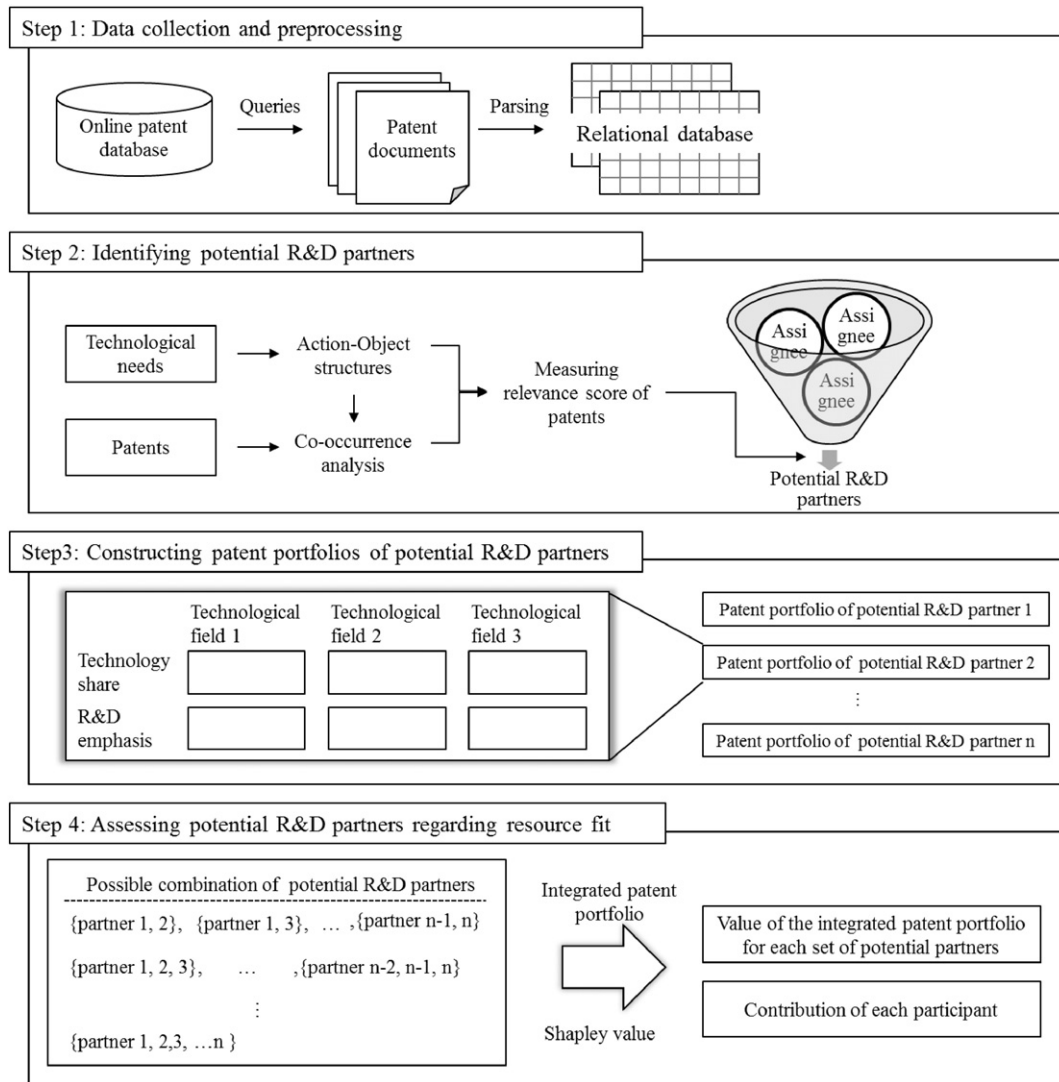 Step 1: Data collection and preprocessing
Online patent
database
Queries
Patent
documents
Parsing
Relational database
Step 2: Identifying potential R&D partners
Technological
needs
Patents
Action-Object
structures
Co-occurrence
analysis
Measuring
relevance score of
patents
Assi
gnee
Assi
gnee
Assi
gnee
Potential R&D
partners
Step3: Constructing patent portfolios of potential R&D partners
Technological
field 1
Technological
field 2
Technological
field 3
Technology
share
R&D
emphasis
Patent portfolio of potential R&D partner 1
Patent portfolio of potential R&D partner 2
⋮
Patent portfolio of potential R&D partner n
Step 4: Assessing potential R&D partners regarding resource fit
Possible combination of potential R&D partners
{partner 1, 2}, {partner 1, 3}, … ,{partner n-1, n}
{partner 1, 2, 3}, … ,{partner n-2, n-1, n}
⋮
{partner 1, 2,3, …n }
Integrated patent
portfolio
Shapley value
Value of the integrated patent portfolio
for each set of potential partners
Contribution of each participant